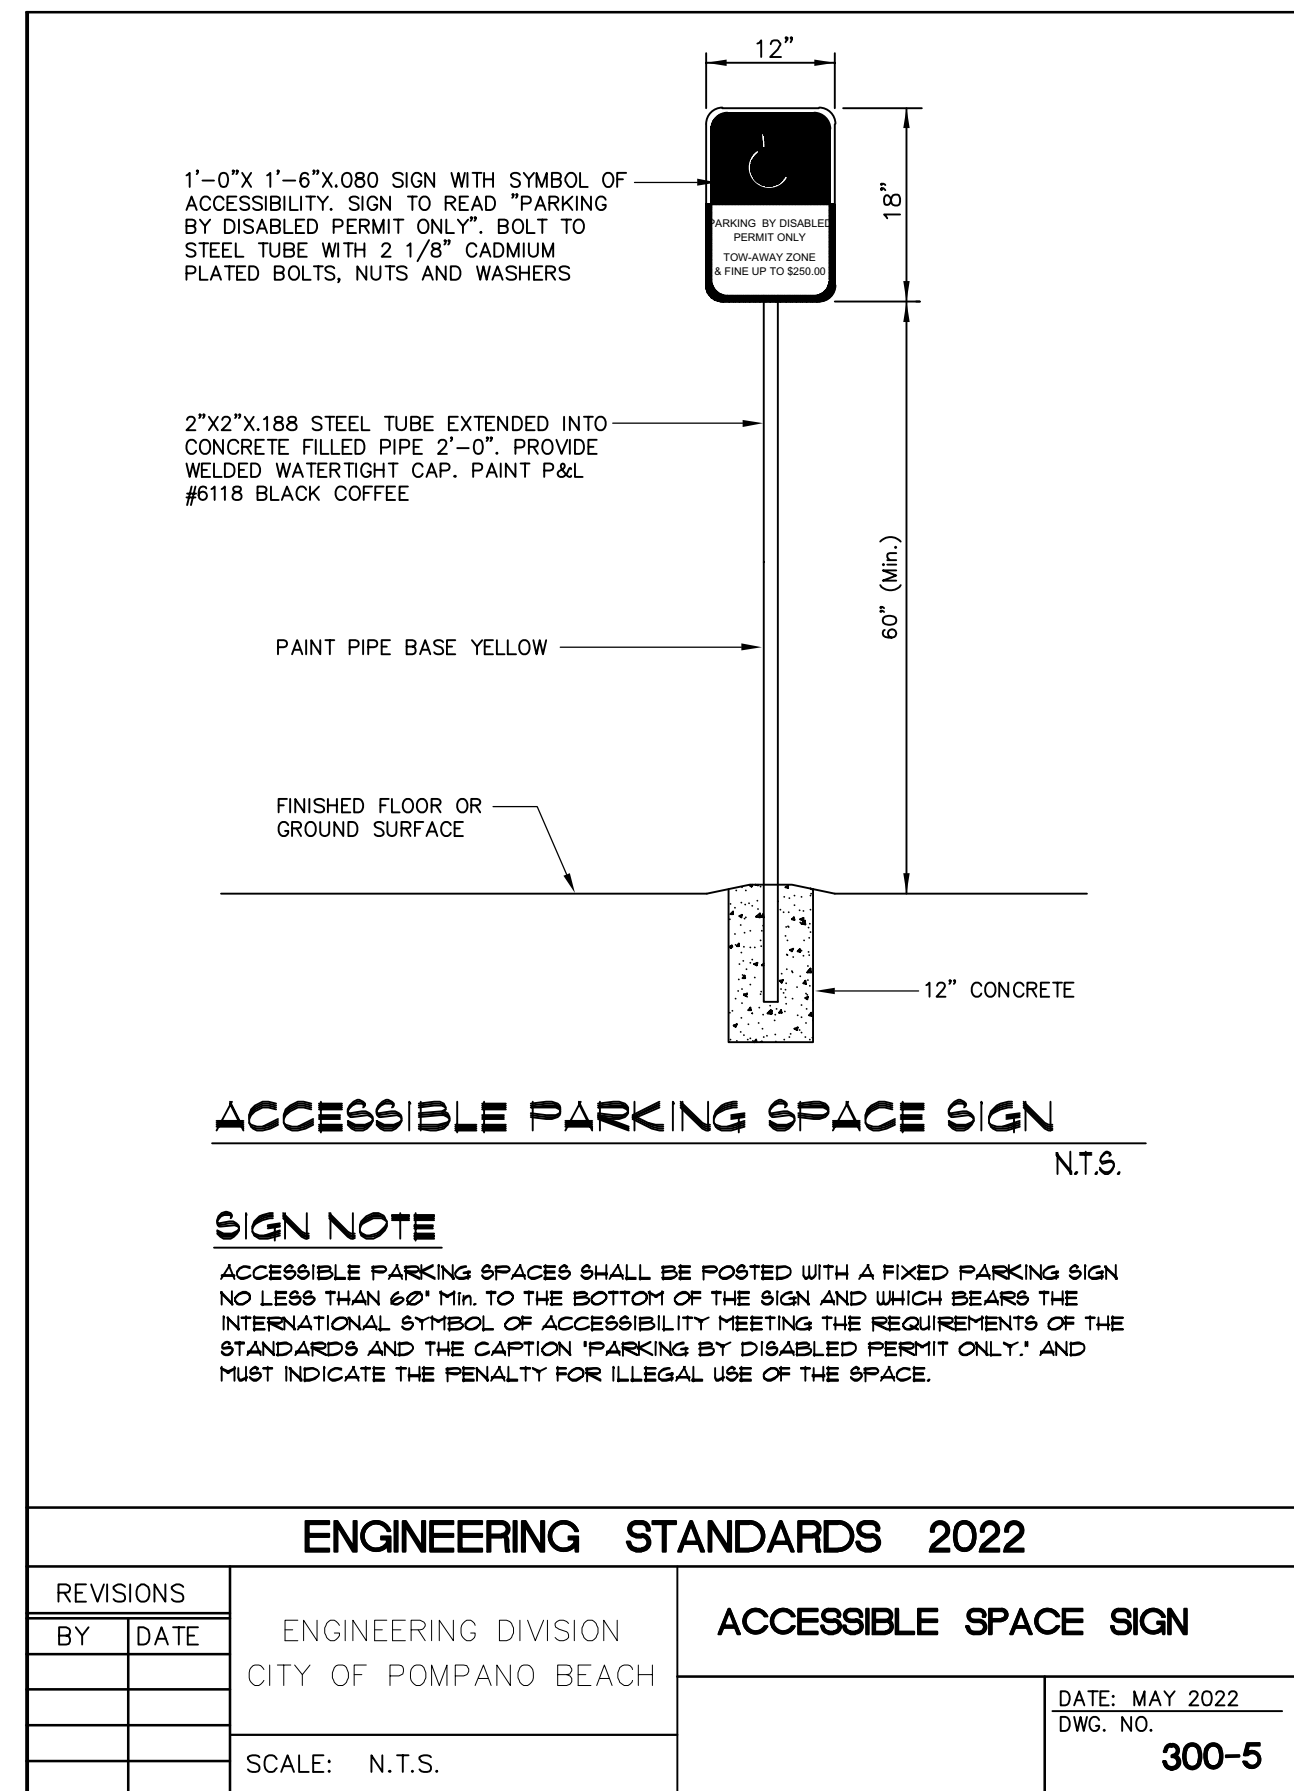 12”
1’–0”X 1’–6”X.080 SIGN WITH SYMBOL OF
ACCESSIBILITY. SIGN TO READ ”PARKING
BY DISABLED PERMIT ONLY”. BOLT TO
STEEL TUBE WITH 2 1/8” CADMIUM
PLATED BOLTS, NUTS AND WASHERS
18”
PARKING BY DISABLED
PERMIT ONLY
TOW-AWAY ZONE
& FINE UP TO $250.00
2”X2”X.188 STEEL TUBE EXTENDED INTO
CONCRETE FILLED PIPE 2’–0”. PROVIDE
WELDED WATERTIGHT CAP. PAINT P&L
#6118 BLACK COFFEE
60” (Min.)
PAINT PIPE BASE YELLOW
FINISHED FLOOR OR
GROUND SURFACE
12” CONCRETE
ACCESSIBLE PARKING SPACE SIGN
N.T.S.
SIGN NOTE
ACCESSIBLE PARKING SPACES SHALL BE POSTED WITH A FIXED PARKING SIGN
NO LESS THAN 60" Min. TO THE BOTTOM OF THE SIGN AND WHICH BEARS THE
INTERNATIONAL SYMBOL OF ACCESSIBILITY MEETING THE REQUIREMENTS OF THE
STANDARDS AND THE CAPTION "PARKING BY DISABLED PERMIT ONLY." AND
MUST INDICATE THE PENALTY FOR ILLEGAL USE OF THE SPACE.
ENGINEERING STANDARDS 2022
REVISIONS
BY DATE
ENGINEERING DIVISION
CITY OF POMPANO BEACH
SCALE: N.T.S.
ACCESSIBLE SPACE SIGN
DATE: MAY 2022
DWG. NO.
300–5